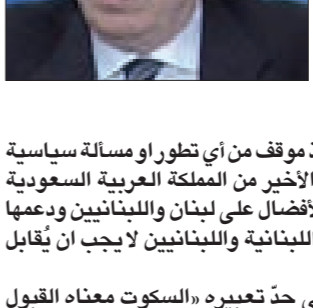 موقف من أي تطور او مسألة سياسية
الأخير من المملكة العربية السعودية
لأفضال على لبنان واللبنانيين ودعمها
اللبنانية واللبنانيين لا يجب ان يُقابل
حدّ تعبيره «السكوت معناه القبول